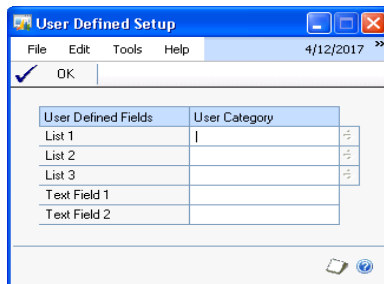 User Defined Setup
File Edit Tools Help 4/12/2017 »
OK
User Defined Fields User Category
List 1
List 2
List 3
Text Field 1
Text Field 2